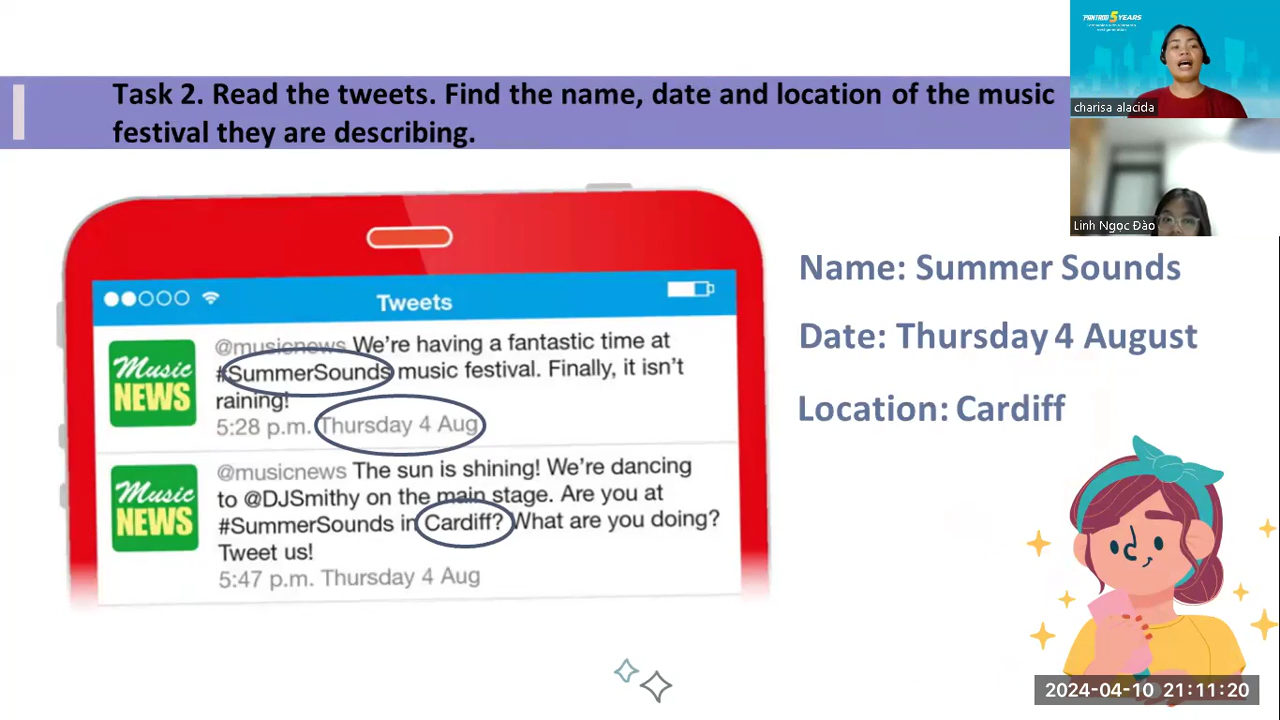 PANTADO 5 YEARS
charisa alacida
Linh Ngọc Đào
Task 2. Read the tweets. Find the name, date and location of the music
festival they are describing.
Tweets
Music
NEWS
@musicnews We’re having a fantastic time at
#SummerSounds music festival. Finally, it isn’t
raining!
5:28 p.m. Thursday 4 Aug
Music
NEWS
@musicnews The sun is shining! We’re dancing
to @DJSmithy on the main stage. Are you at
#SummerSounds in Cardiff? What are you doing?
Tweet us!
5:47 p.m. Thursday 4 Aug
Name: Summer Sounds
Date: Thursday 4 August
Location: Cardiff
2024-04-10 21:11:20